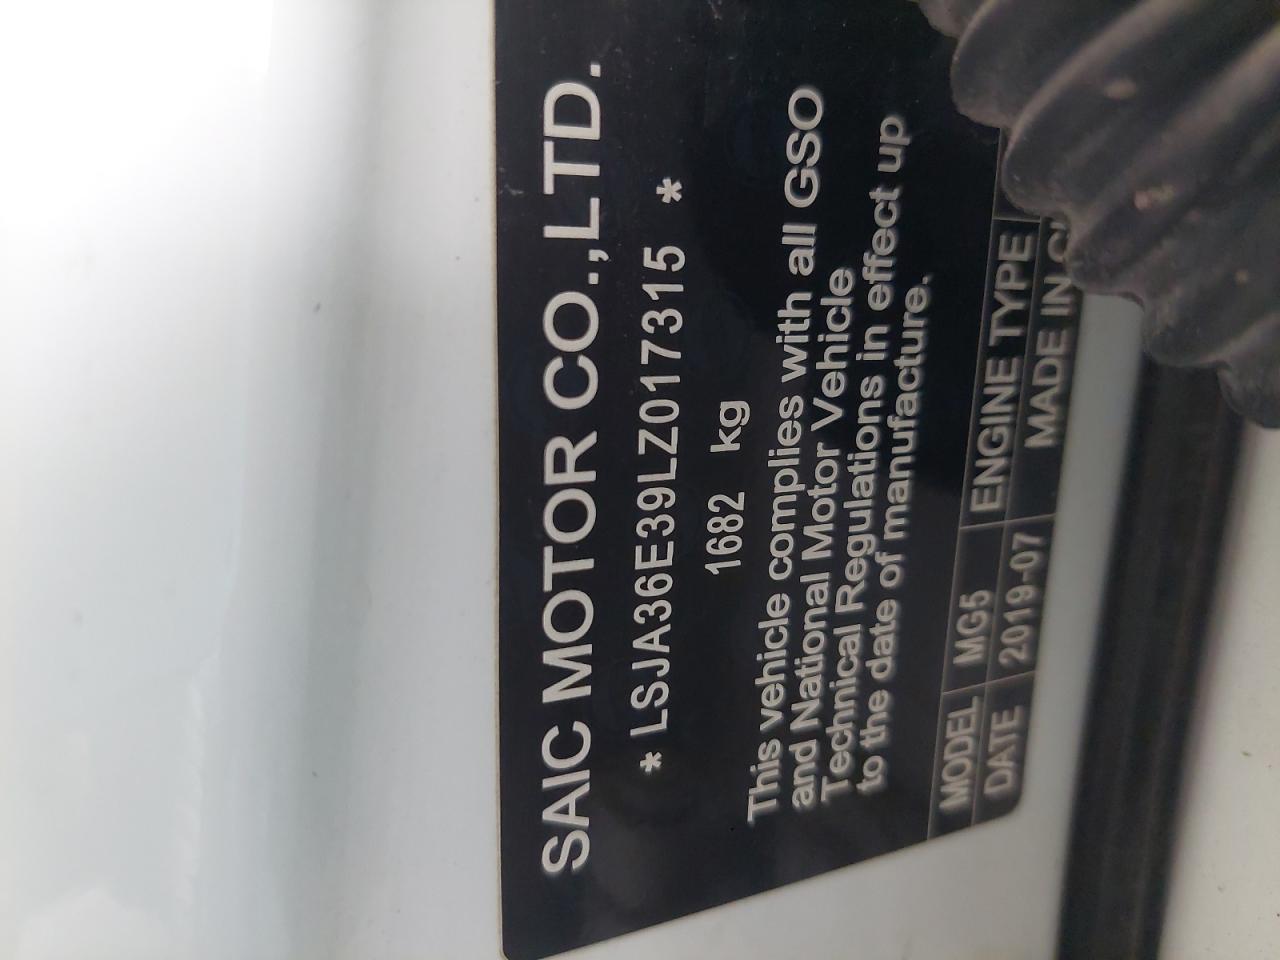 SAIC MOTOR CO.,LTD.
* LSJA36E39LZ017315 *
1682 kg
This vehicle complies with all GSO
and National Motor Vehicle
Technical Regulations in effect up
to the date of manufacture.
MODEL MG5 ENGINE TYPE
DATE 2019-07 MADE IN